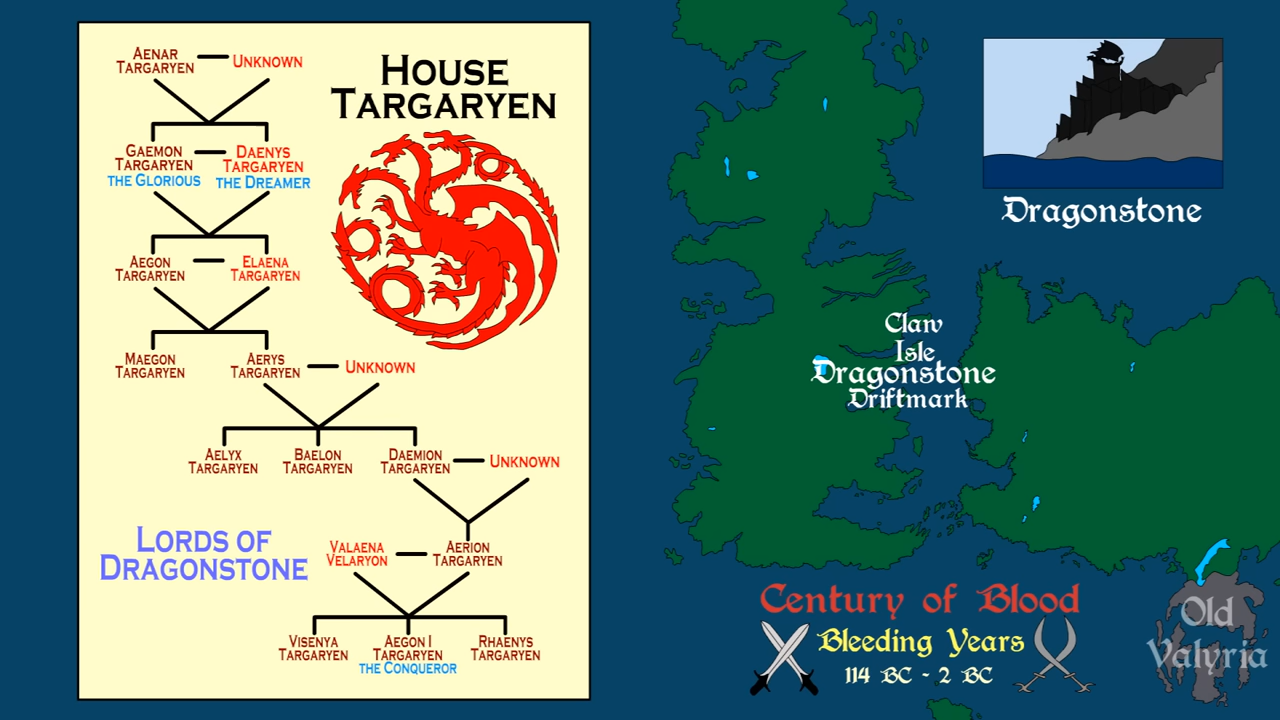 AENAR
TARGARYEN
UNKNOWN
HOUSE
TARGARYEN
GAEMON
TARGARYEN
THE GLORIOUS
DAENYS
TARGARYEN
THE DREAMER
AEGON
TARGARYEN
ELAENA
TARGARYEN
MAEGON
TARGARYEN
AERYS
TARGARYEN
UNKNOWN
AELYX
TARGARYEN
BAELON
TARGARYEN
DAEMION
TARGARYEN
UNKNOWN
LORDS OF
DRAGONSTONE
VALAENA
VELARYON
AERION
TARGARYEN
VISENYA
TARGARYEN
AEGON I
TARGARYEN
THE CONQUEROR
RHAENYS
TARGARYEN
Dragonstone
Claw
Isle
Dragonstone
Driftmark
Century of Blood
Bleeding Years
114 BC - 2 BC
Old
Valyria